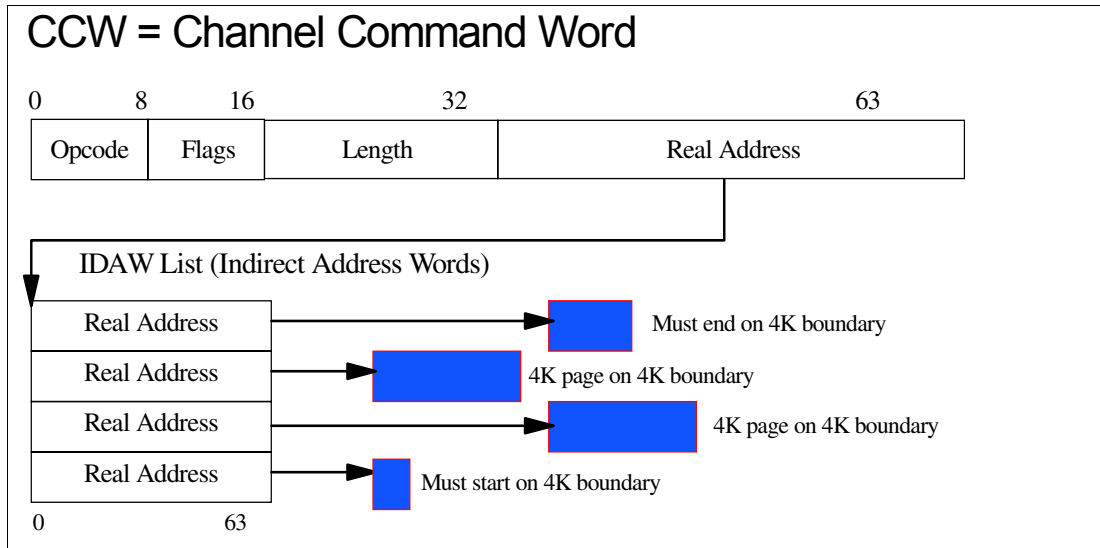 CCW = Channel Command Word
0 8 16 32 63
Opcode Flags Length Real Address
IDAW List (Indirect Address Words)
Real Address Must end on 4K boundary
Real Address 4K page on 4K boundary
Real Address 4K page on 4K boundary
Real Address Must start on 4K boundary
0 63